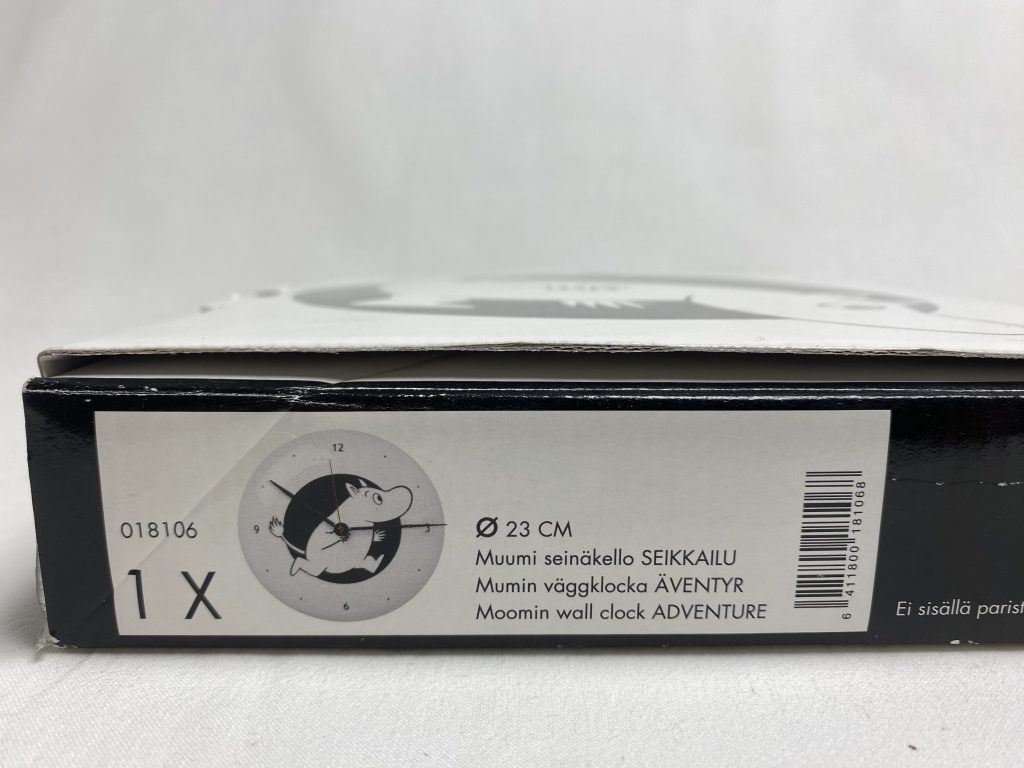 018106
1 X
12
3
6
9
Ø 23 CM
Muumi seinäkello SEIKKAILU
Mumin väggklocka ÄVENTYR
Moomin wall clock ADVENTURE
6 411800 181068
Ei sisällä